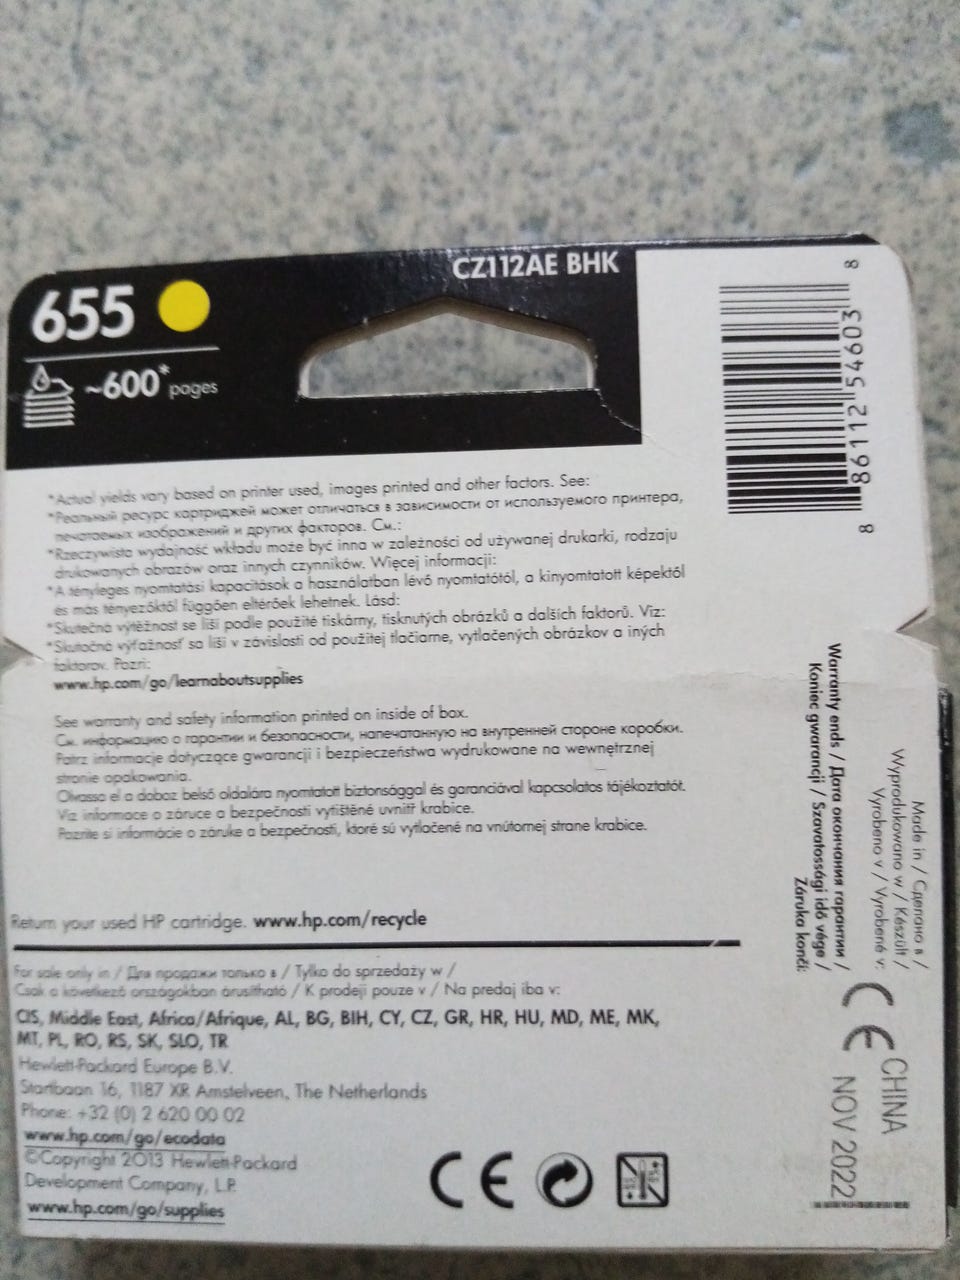 CZ112AE BHK
655
~600* pages
*Actual yields vary based on printer used, images printed and other factors. See:
*Реальный ресурс картриджей может отличаться в зависимости от используемого принтера,
печатаемых изображений и других факторов. См.:
*Rzeczywista wydajność wkładu może być inna w zależności od używanej drukarki, rodzaju
drukowanych obrazów oraz innych czynników. Więcej informacji:
*A tényleges nyomtatási kapacitások a használatban lévő nyomtatótól, a kinyomtatott képektől
és más tényezőktől függően eltérőek lehetnek. Lásd:
*Skutečná výtěžnost se liší podle použité tiskárny, tisknutých obrázků a dalších faktorů. Viz:
*Skutočná výťažnosť sa líši v závislosti od použitej tlačiarne, vytlačených obrázkov a iných
faktorov. Pozri:
www.hp.com/go/learnaboutsupplies
See warranty and safety information printed on inside of box.
См. информацию о гарантии и безопасности, напечатанную на внутренней стороне коробки.
Patrz informacje dotyczące gwarancji i bezpieczeństwa wydrukowane na wewnętrznej
stronie opakowania.
Olvassa el a doboz belső oldalára nyomtatott biztonsággal és garanciával kapcsolatos tájékoztatót.
Viz informace o záruce a bezpečnosti vytištěné uvnitř krabice.
Pozrite si informácie o záruke a bezpečnosti, ktoré sú vytlačené na vnútornej strane krabice.
Return your used HP cartridge. www.hp.com/recycle
For sale only in / Для продажи только в / Tylko do sprzedaży w /
Csak a következő országokban árusítható / K prodeji pouze v / Na predaj iba v:
CIS, Middle East, Africa/Afrique, AL, BG, BIH, CY, CZ, GR, HR, HU, MD, ME, MK,
MT, PL, RO, RS, SK, SLO, TR
Hewlett-Packard Europe B.V.
Startbaan 16, 1187 XR Amstelveen, The Netherlands
Phone: +32 (0) 2 620 00 02
www.hp.com/go/ecodata
©Copyright 2013 Hewlett-Packard
Development Company, L.P.
www.hp.com/go/supplies
CE
8 86112 54603 8
Made in / Сделано в /
Wyprodukowano w / Készült /
Vyrobeno v / Vyrobené v:
CHINA
Warranty ends / Дата окончания гарантии /
Koniec gwarancji / Szavatossági idő vége /
Záruka končí:
NOV 2022
CE